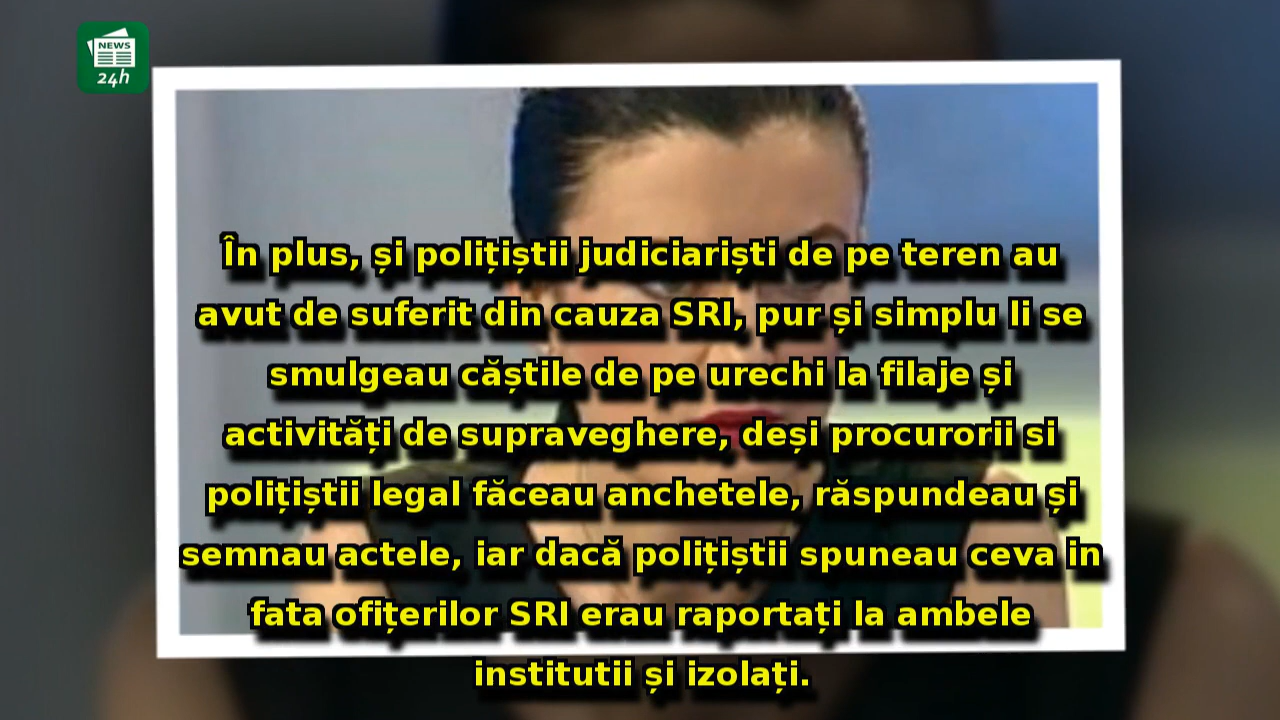 NEWS
24h
În plus, și polițiștii judiciariști de pe teren au
avut de suferit din cauza SRI, pur și simplu li se
smulgeau căștile de pe urechi la filaje și
activități de supraveghere, deși procurorii si
polițiștii legal făceau anchetele, răspundeau și
semnau actele, iar dacă polițiștii spuneau ceva in
fata ofițerilor SRI erau raportați la ambele
institutii și izolați.